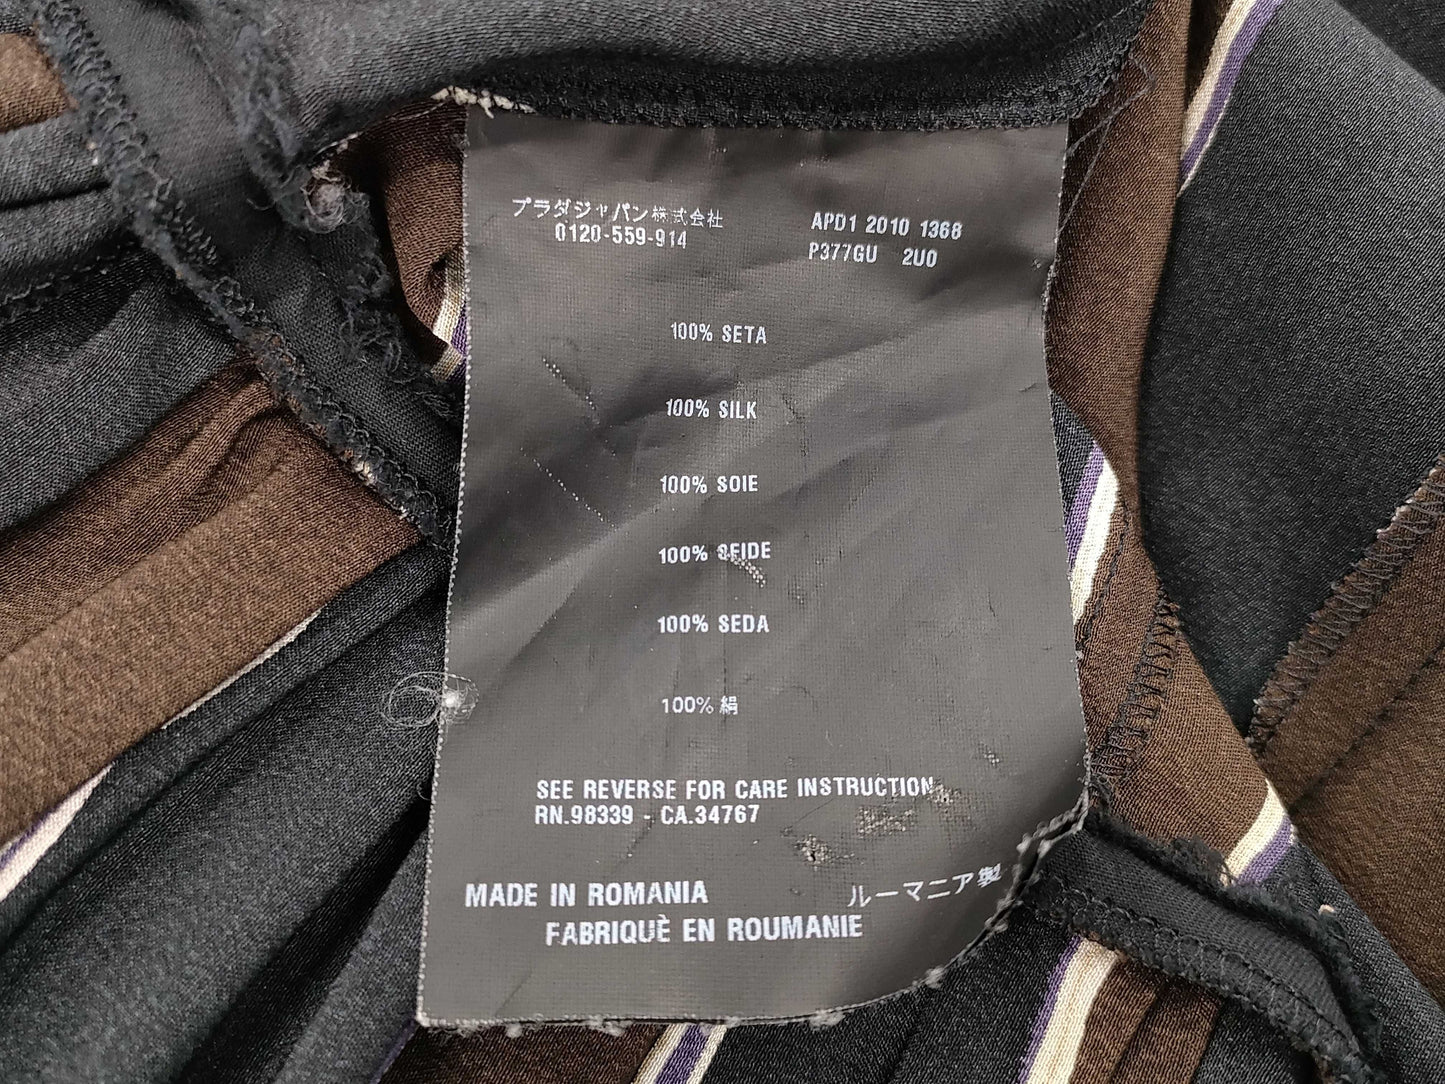 プラダジャパン株式会社
0120-559-914
APD1 2010 1368
P377GU 2U0
100% SETA
100% SILK
100% SOIE
100% SEIDE
100% SEDA
100% 絹
SEE REVERSE FOR CARE INSTRUCTION
RN.98339 - CA.34767
MADE IN ROMANIA
ルーマニア製
FABRIQUÈ EN ROUMANIE